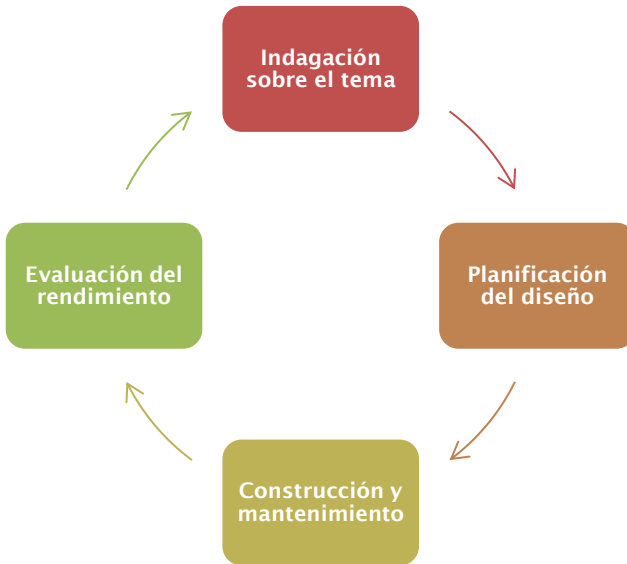 Indagación
sobre el tema
Planificación
del diseño
Construcción y
mantenimiento
Evaluación del
rendimiento